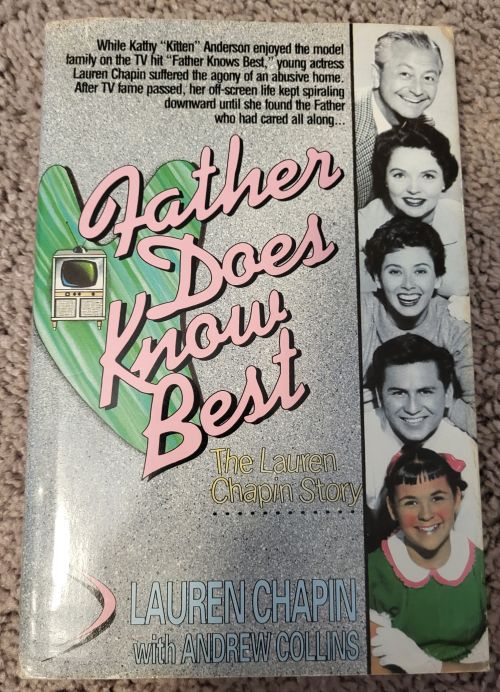 While Kathy "Kitten" Anderson enjoyed the model
family on the TV hit "Father Knows Best," young actress
Lauren Chapin suffered the agony of an abusive home.
After TV fame passed, her off-screen life kept spiraling
downward until she found the Father
who had cared all along...
Father
Does
Know
Best
The Lauren
Chapin Story
LAUREN CHAPIN
with ANDREW COLLINS